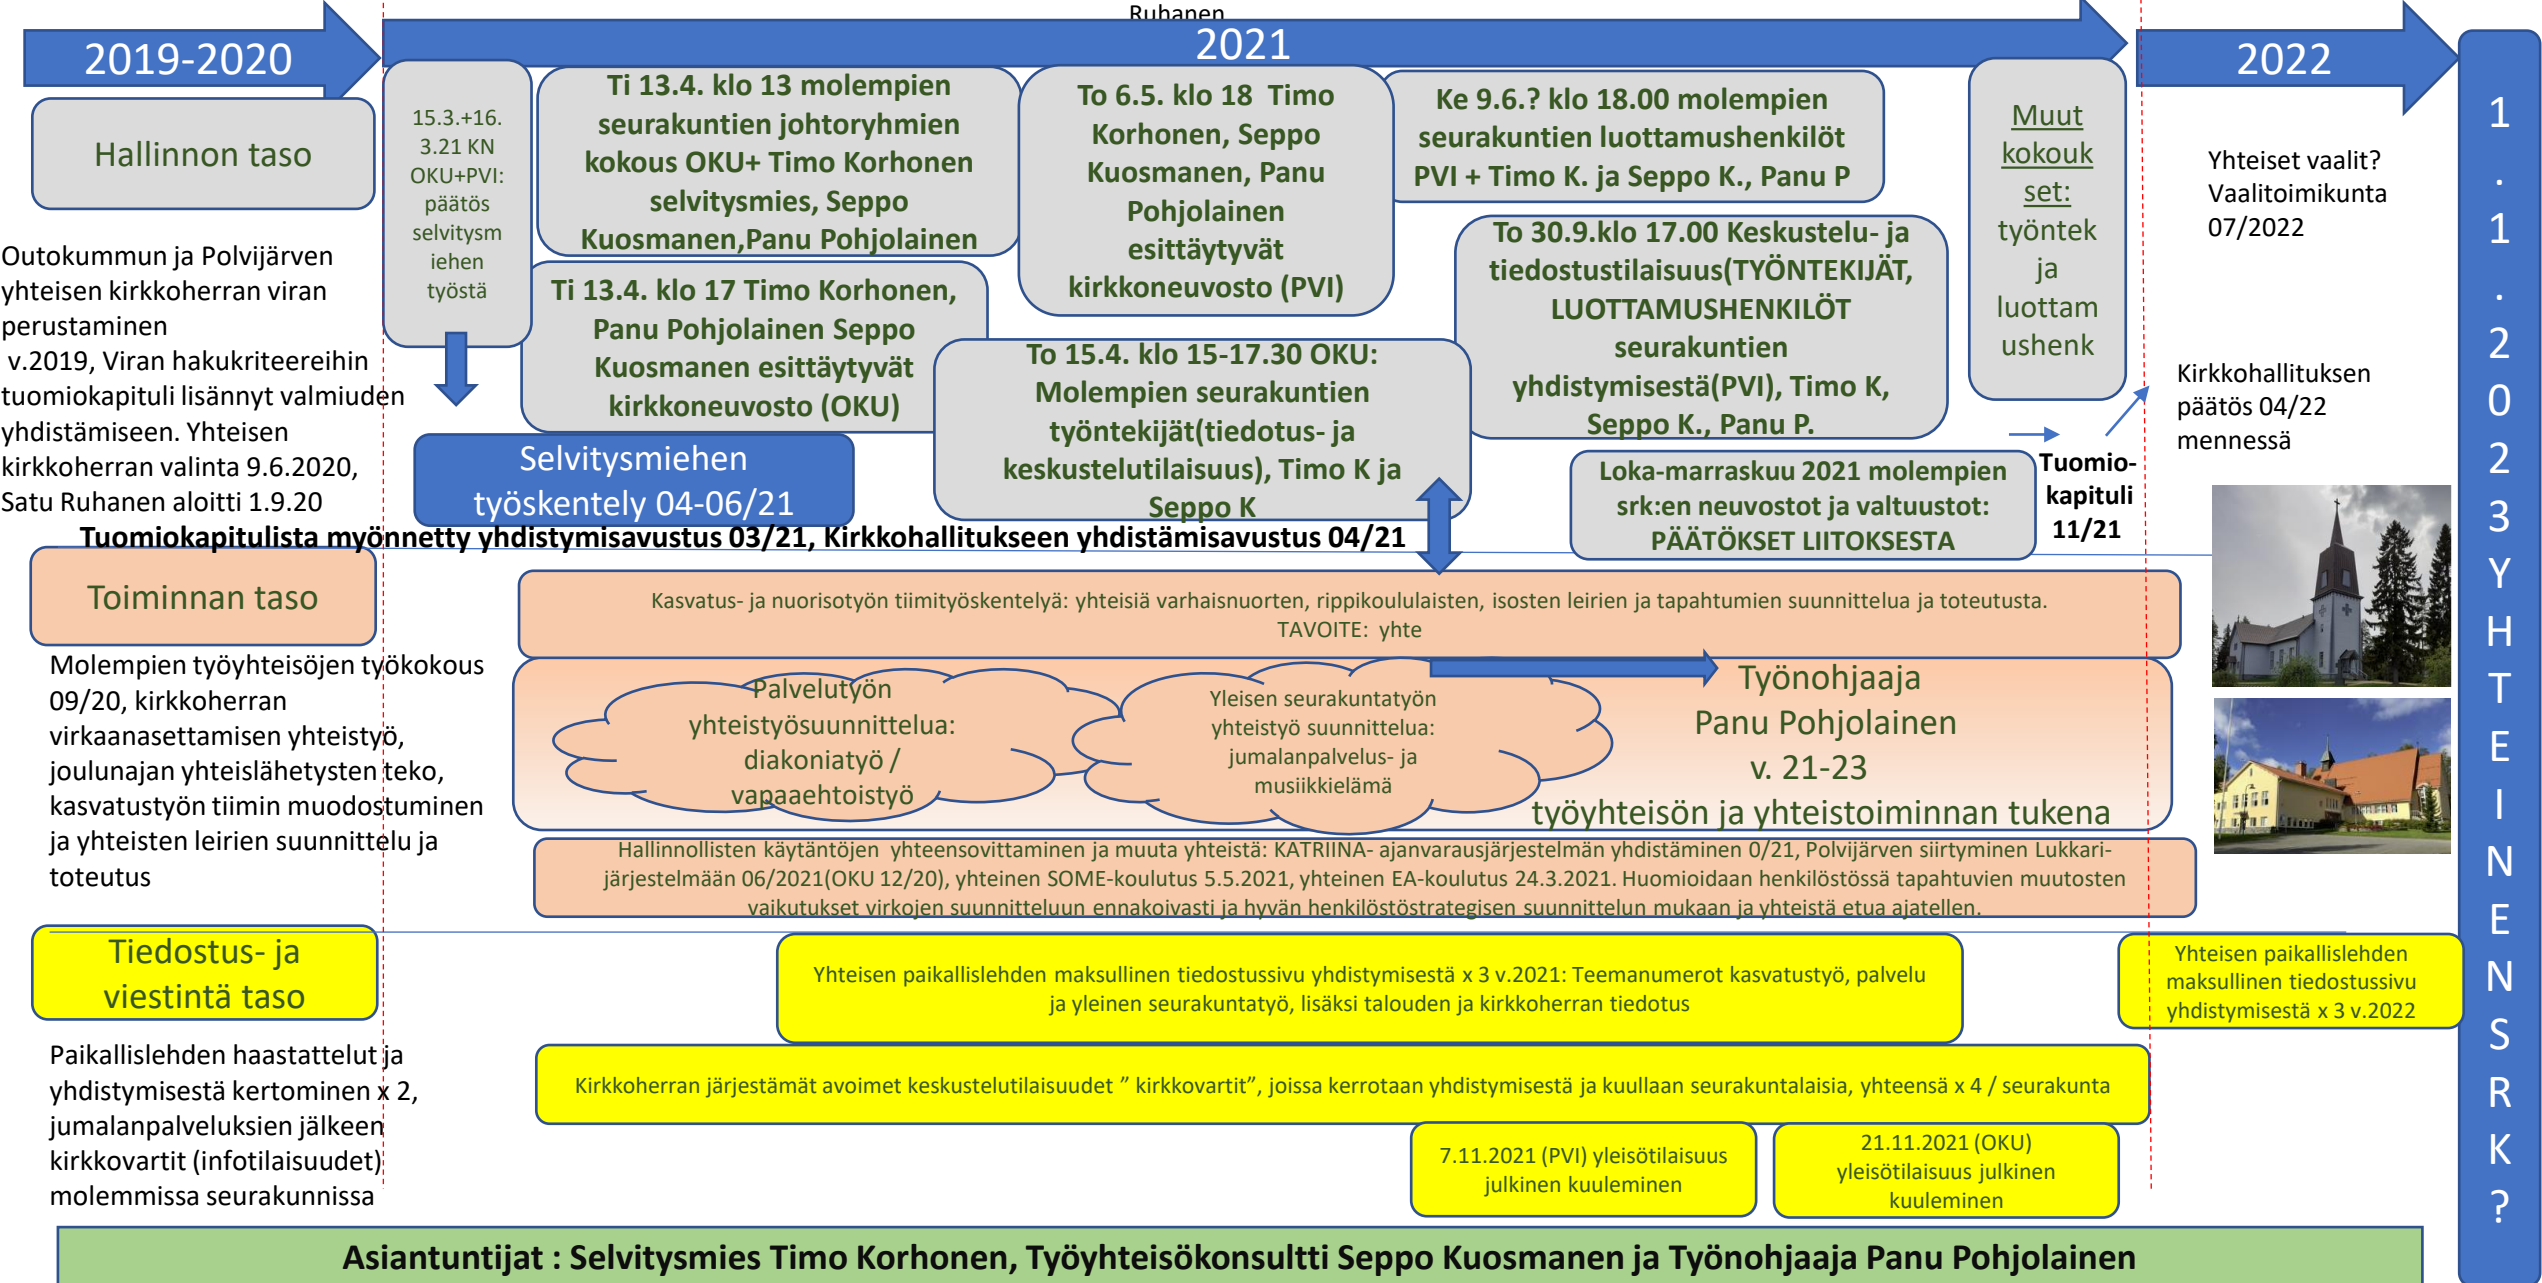 Ruhanen
2019-2020
2021
2022
Hallinnon taso
Outokummun ja Polvijärven
yhteisen kirkkoherran viran
perustaminen
v.2019, Viran hakukriteereihin
tuomiokapituli lisännyt valmiuden
yhdistämiseen. Yhteisen
kirkkoherran valinta 9.6.2020,
Satu Ruhanen aloitti 1.9.20
15.3.+16.
3.21 KN
OKU+PVI:
päätös
selvitysm
iehen
työstä
Ti 13.4. klo 13 molempien
seurakuntien johtoryhmien
kokous OKU+ Timo Korhonen
selvitysmies, Seppo
Kuosmanen,Panu Pohjolainen
Ti 13.4. klo 17 Timo Korhonen,
Panu Pohjolainen Seppo
Kuosmanen esittäytyvät
kirkkoneuvosto (OKU)
Selvitysmiehen
työskentely 04-06/21
To 6.5. klo 18  Timo
Korhonen, Seppo
Kuosmanen, Panu
Pohjolainen
esittäytyvät
kirkkoneuvosto (PVI)
To 15.4. klo 15-17.30 OKU:
Molempien seurakuntien
työntekijät(tiedotus- ja
keskustelutilaisuus), Timo K ja
Seppo K
Ke 9.6.? klo 18.00 molempien
seurakuntien luottamushenkilöt
PVI + Timo K. ja Seppo K., Panu P
To 30.9.klo 17.00 Keskustelu- ja
tiedostustilaisuus(TYÖNTEKIJÄT,
LUOTTAMUSHENKILÖT
seurakuntien
yhdistymisestä(PVI), Timo K,
Seppo K., Panu P.
Loka-marraskuu 2021 molempien
srk:en neuvostot ja valtuustot:
PÄÄTÖKSET LIITOKSESTA
Muut
kokouk
set:
työntek
ja
luottam
ushenk
Tuomio-
kapituli
11/21
Yhteiset vaalit?
Vaalitoimikunta
07/2022
Kirkkohallituksen
päätös 04/22
mennessä
Tuomiokapitulista myönnetty yhdistymisavustus 03/21, Kirkkohallitukseen yhdistämisavustus 04/21
Toiminnan taso
Molempien työyhteisöjen työkokous
09/20, kirkkoherran
virkaanasettamisen yhteistyö,
joulunajan yhteislähetysten teko,
kasvatustyön tiimin muodostuminen
ja yhteisten leirien suunnittelu ja
toteutus
Kasvatus- ja nuorisotyön tiimityöskentelyä: yhteisiä varhaisnuorten, rippikoululaisten, isosten leirien ja tapahtumien suunnittelua ja toteutusta.
TAVOITE:  yhte
Palvelutyön
yhteistyösuunnittelua:
diakoniatyö /
vapaaehtoistyö
Yleisen seurakuntatyön
yhteistyö suunnittelua:
jumalanpalvelus- ja
musiikkielämä
Työnohjaaja
Panu Pohjolainen
v. 21-23
työyhteisön ja yhteistoiminnan tukena
Hallinnollisten käytäntöjen  yhteensovittaminen ja muuta yhteistä: KATRIINA- ajanvarausjärjestelmän yhdistäminen 0/21, Polvijärven siirtyminen Lukkari-
järjestelmään 06/2021(OKU 12/20), yhteinen SOME-koulutus 5.5.2021, yhteinen EA-koulutus 24.3.2021. Huomioidaan henkilöstössä tapahtuvien muutosten
vaikutukset virkojen suunnitteluun ennakoivasti ja hyvän henkilöstöstrategisen suunnittelun mukaan ja yhteistä etua ajatellen.
Tiedostus- ja
viestintä taso
Paikallislehden haastattelut ja
yhdistymisestä kertominen x 2,
jumalanpalveluksien jälkeen
kirkkovartit (infotilaisuudet)
molemmissa seurakunnissa
Yhteisen paikallislehden maksullinen tiedostussivu yhdistymisestä x 3 v.2021: Teemanumerot kasvatustyö, palvelu
ja yleinen seurakuntatyö, lisäksi talouden ja kirkkoherran tiedotus
Yhteisen paikallislehden
maksullinen tiedostussivu
yhdistymisestä x 3 v.2022
Kirkkoherran järjestämät avoimet keskustelutilaisuudet ” kirkkovartit”, joissa kerrotaan yhdistymisestä ja kuullaan seurakuntalaisia, yhteensä x 4 / seurakunta
7.11.2021 (PVI) yleisötilaisuus
julkinen kuuleminen
21.11.2021 (OKU)
yleisötilaisuus julkinen
kuuleminen
Asiantuntijat : Selvitysmies Timo Korhonen, Työyhteisökonsultti Seppo Kuosmanen ja Työnohjaaja Panu Pohjolainen
1.1.2023YHTEINENSRK?